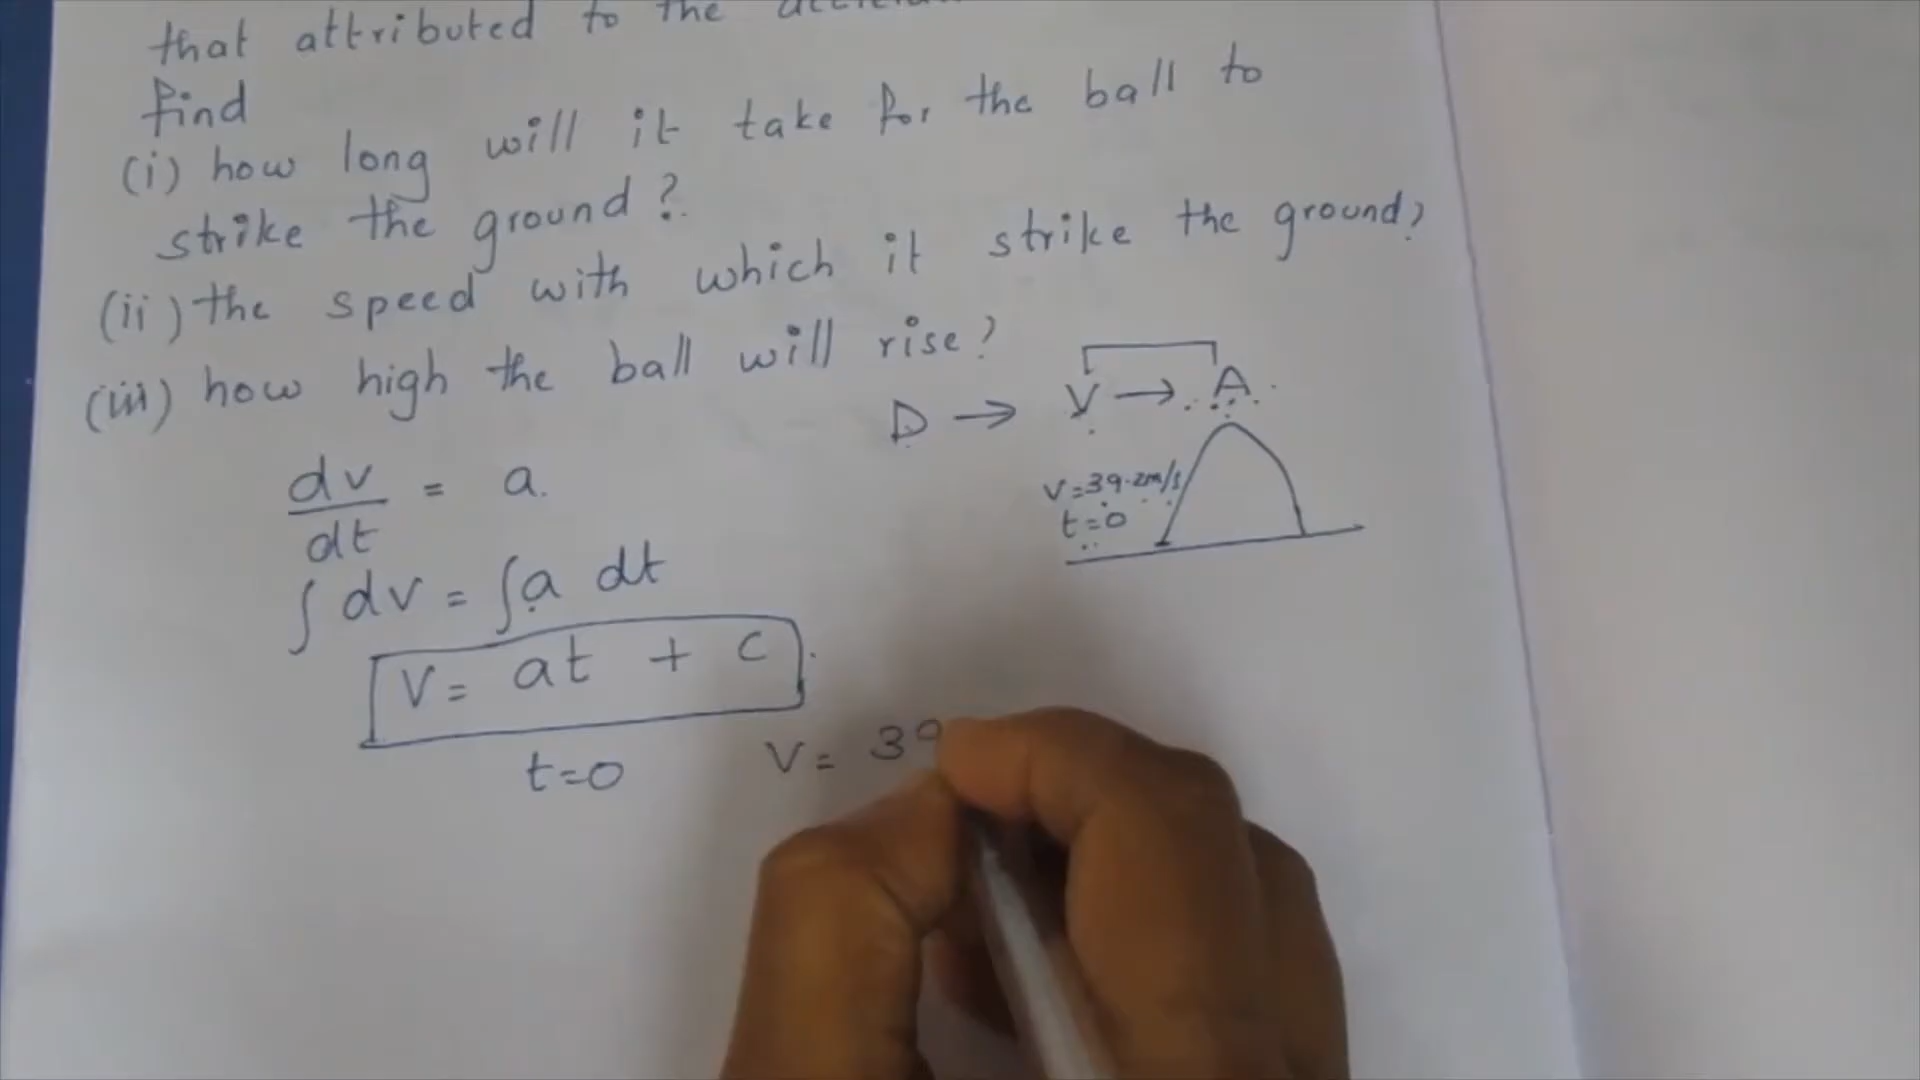 that attributed to the
find
(i) how long will it take for the ball to
strike the ground?
(ii) the speed with which it strike the ground?
(iii) how high the ball will rise?
D → V → A
dv/dt = a.
V=39.2m/s
t=0
∫dv = ∫a dt
V= at + c
t=0 V= 39